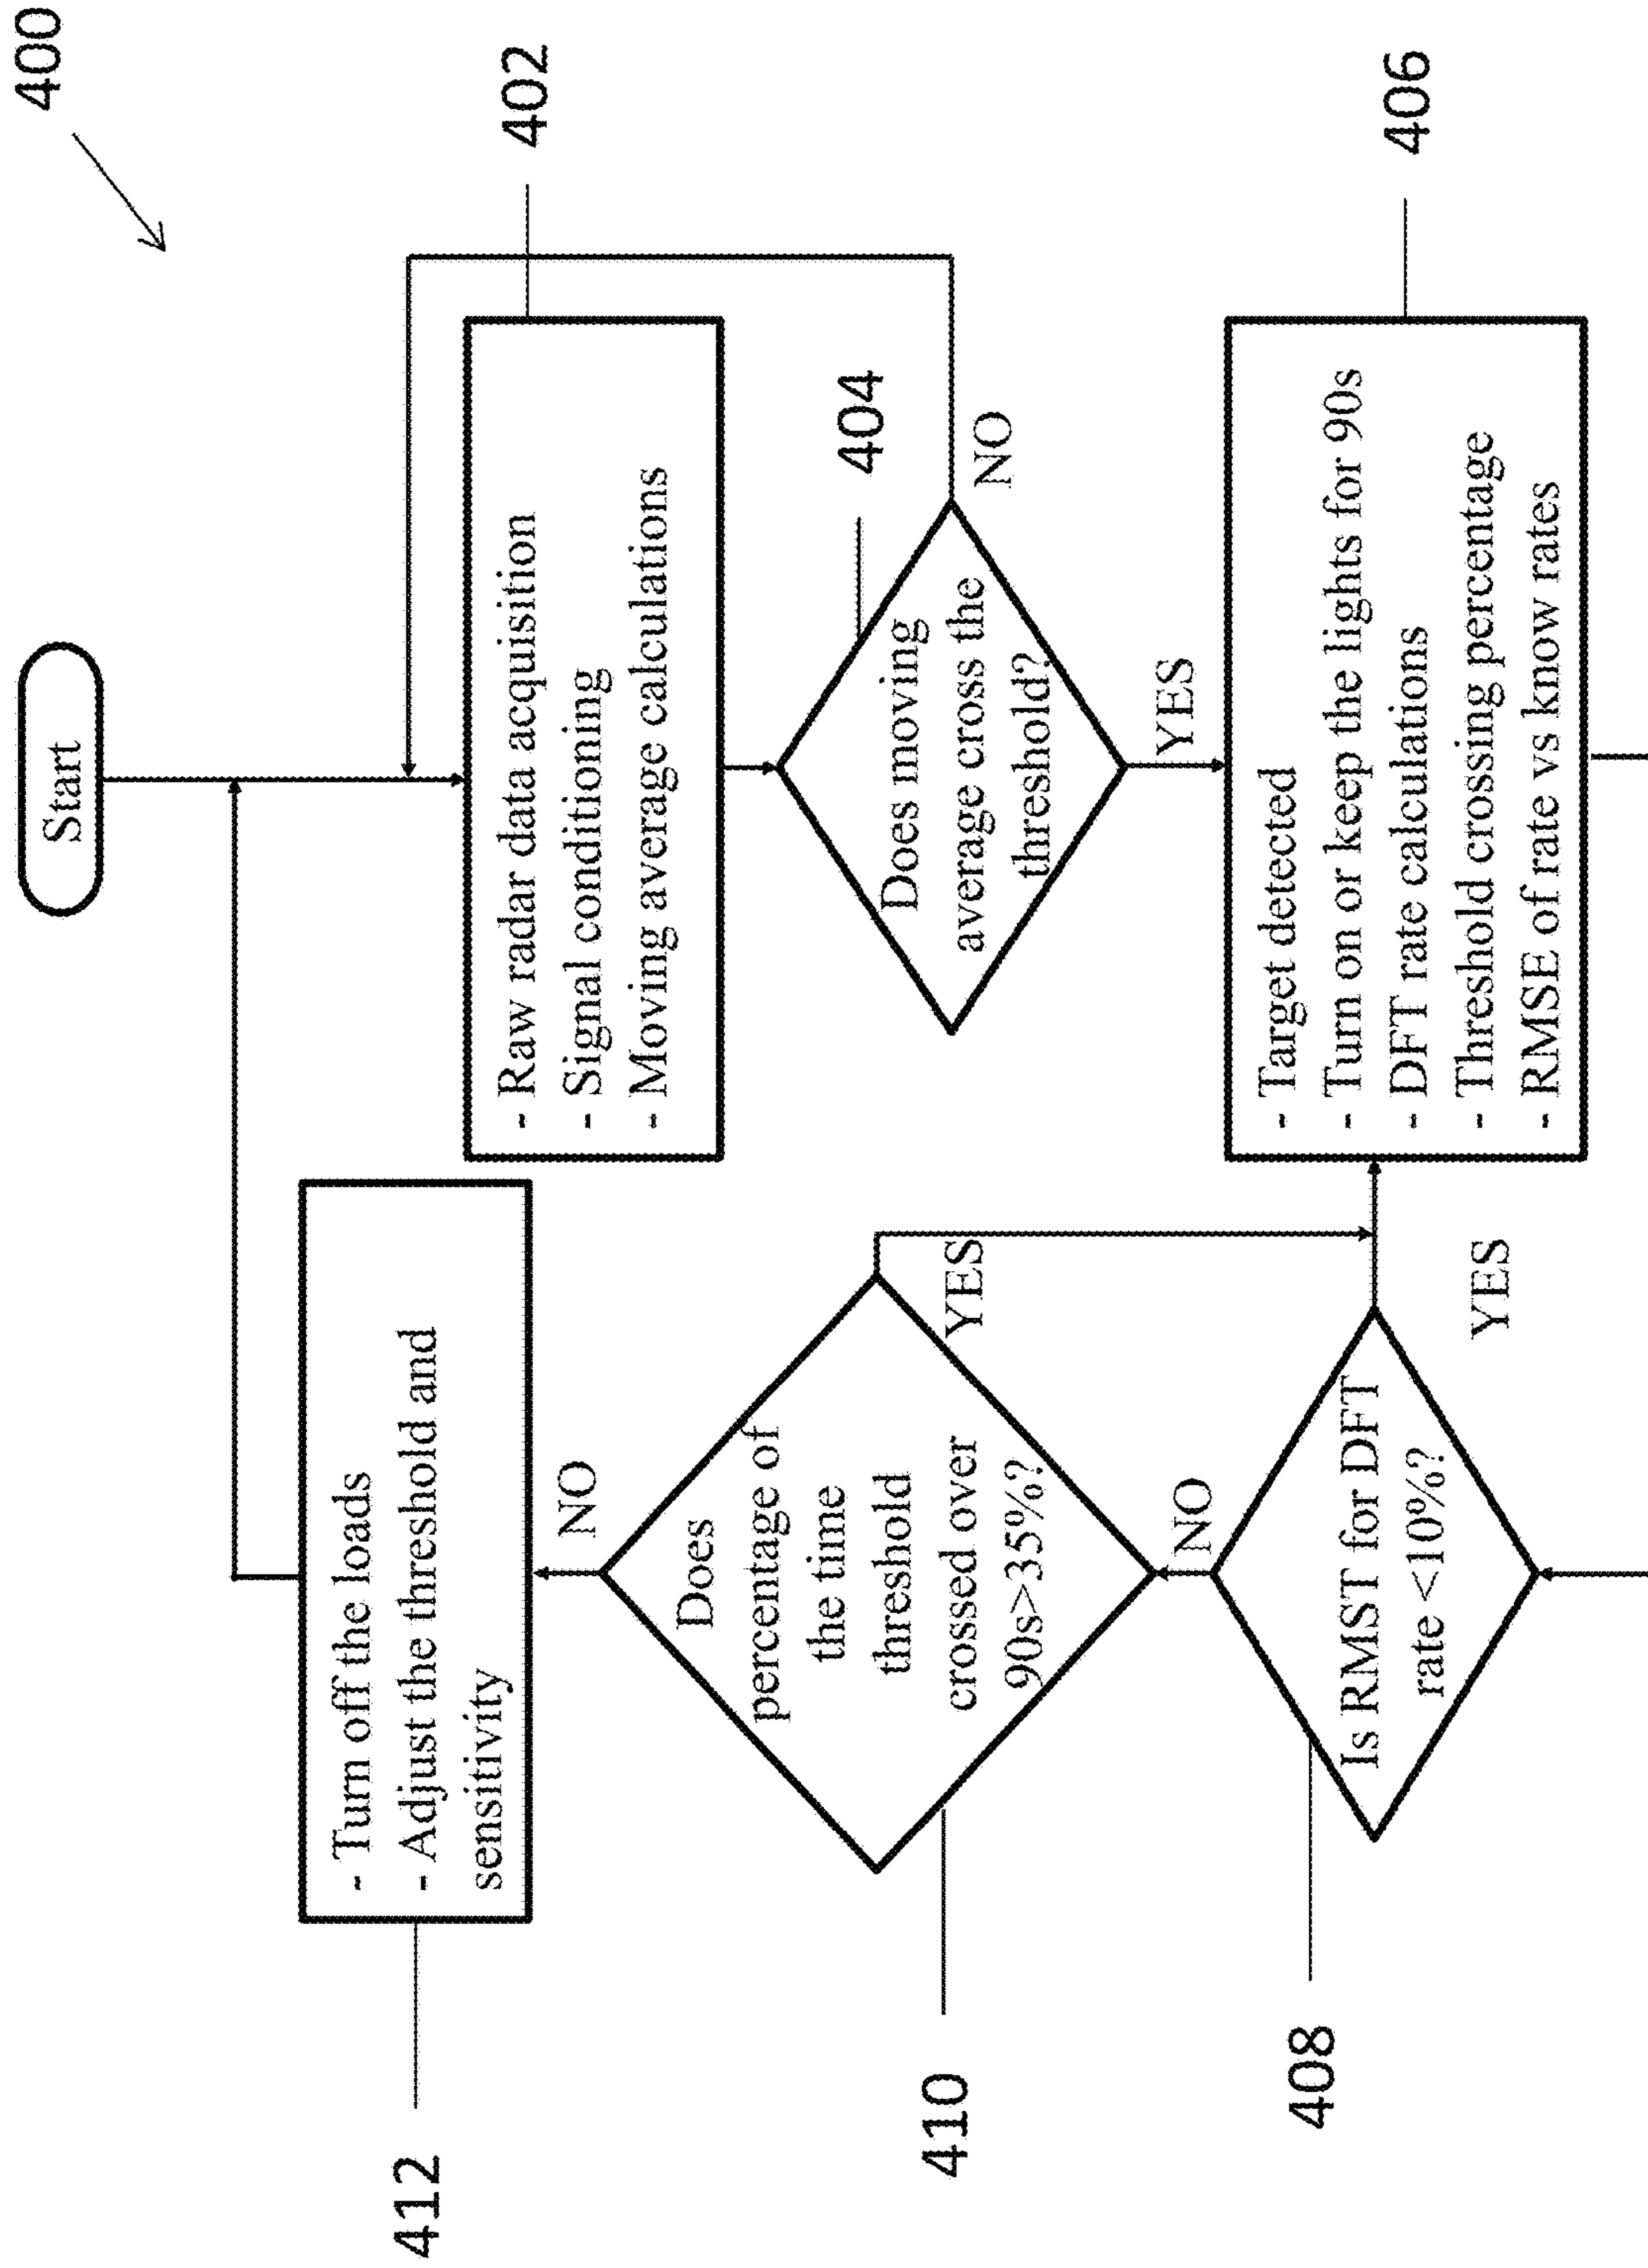 400
Start
402
- Raw radar data acquisition
- Signal conditioning
- Moving average calculations
404
Does moving
average cross the
threshold?
NO
YES
406
- Target detected
- Turn on or keep the lights for 90s
- DFT rate calculations
- Threshold crossing percentage
- RMSE of rate vs know rates
408
Is RMST for DFT
rate <10%?
YES
NO
410
Does
percentage of
the time
threshold
crossed over
90s>35%?
YES
NO
412
- Turn off the loads
- Adjust the threshold and
sensitivity